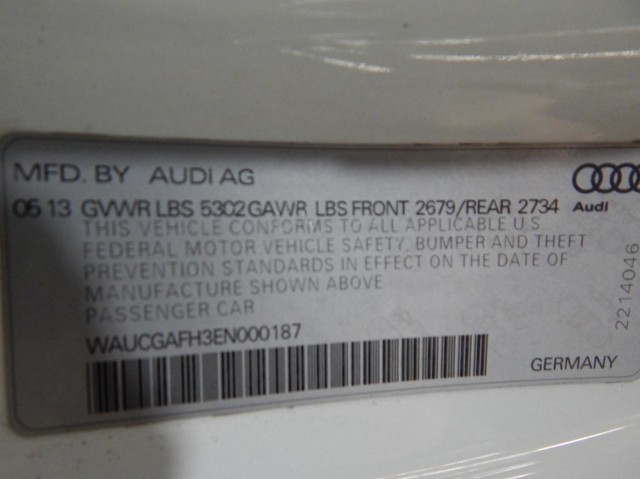 MFD. BY AUDI AG
05 13 GVWR LBS 5302 GAWR LBS FRONT 2679/REAR 2734
Audi
THIS VEHICLE CONFORMS TO ALL APPLICABLE U.S
FEDERAL MOTOR VEHICLE SAFETY, BUMPER AND THEFT
PREVENTION STANDARDS IN EFFECT ON THE DATE OF
MANUFACTURE SHOWN ABOVE
PASSENGER CAR
2214046
WAUCGAFH3EN000187
GERMANY